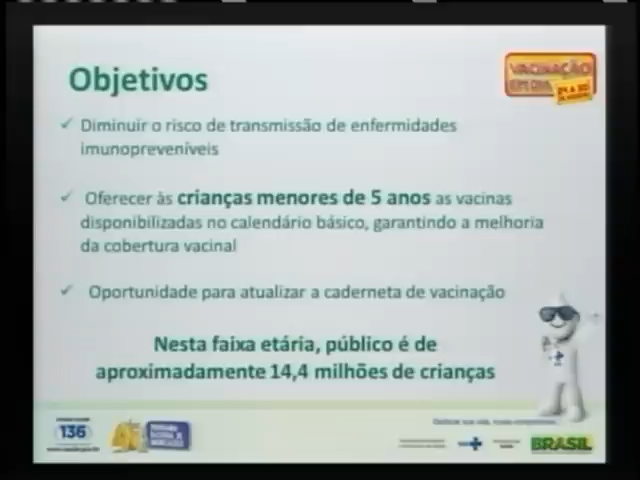 Objetivos
VACINAÇÃO
EM DIA
✓ Diminuir o risco de transmissão de enfermidades
imunopreveníveis
✓ Oferecer às crianças menores de 5 anos as vacinas
disponibilizadas no calendário básico, garantindo a melhoria
da cobertura vacinal
✓ Oportunidade para atualizar a caderneta de vacinação
Nesta faixa etária, público é de
aproximadamente 14,4 milhões de crianças
136
BRASIL